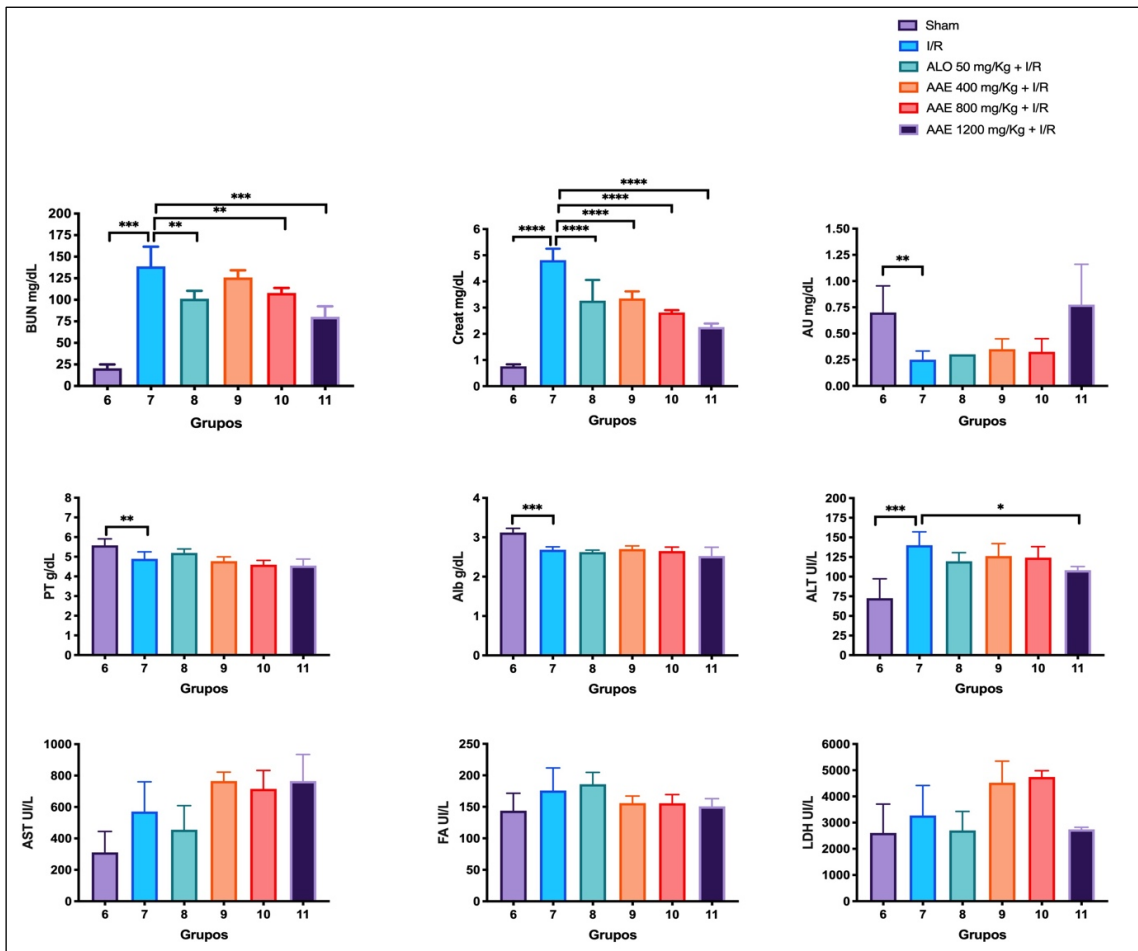 Sham
I/R
ALO 50 mg/Kg + I/R
AAE 400 mg/Kg + I/R
AAE 800 mg/Kg + I/R
AAE 1200 mg/Kg + I/R
***
**
*** **
200
175
150
125
100
75
50
25
0
BUN mg/dL
6 7 8 9 10 11
Grupos
****
****
****
**** ****
6
5
4
3
2
1
0
Creat mg/dL
6 7 8 9 10 11
Grupos
**
1.50
1.25
1.00
0.75
0.50
0.25
0.00
AU mg/dL
6 7 8 9 10 11
Grupos
**
8
7
6
5
4
3
2
1
0
PT g/dL
6 7 8 9 10 11
Grupos
***
4
3
2
1
0
Alb g/dL
6 7 8 9 10 11
Grupos
*** *
200
175
150
125
100
75
50
25
0
ALT UI/L
6 7 8 9 10 11
Grupos
1000
800
600
400
200
0
AST UI/L
6 7 8 9 10 11
Grupos
250
200
150
100
50
0
FA UI/L
6 7 8 9 10 11
Grupos
6000
5000
4000
3000
2000
1000
0
LDH UI/L
6 7 8 9 10 11
Grupos